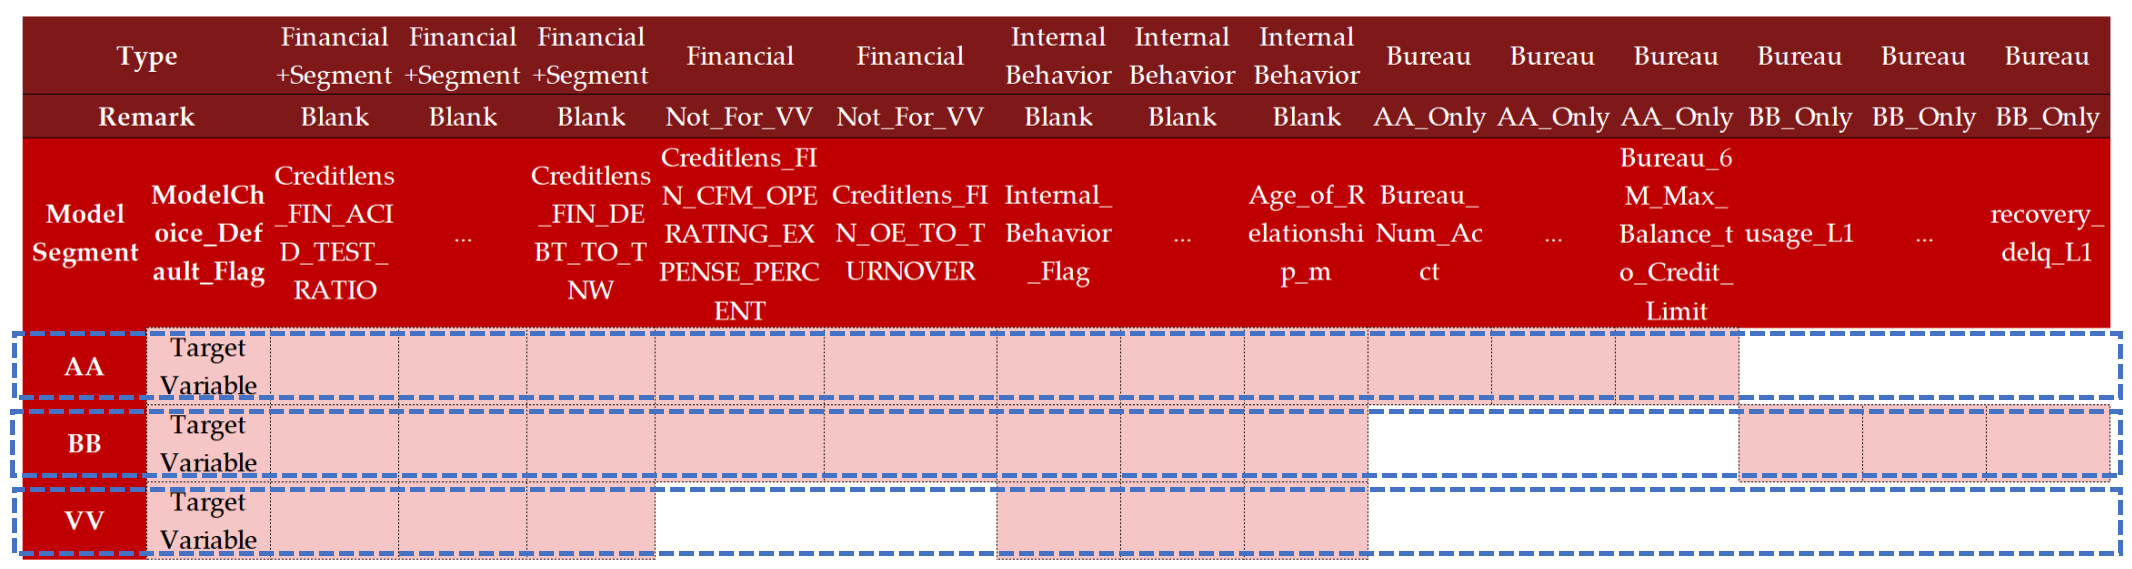 Type Financial +Segment Financial +Segment Financial +Segment Financial Financial Internal Behavior Internal Behavior Internal Behavior Bureau Bureau Bureau Bureau Bureau Bureau
Remark Blank Blank Blank Not_For_VV Not_For_VV Blank Blank Blank AA_Only AA_Only AA_Only BB_Only BB_Only BB_Only
Model Segment ModelChoice_Default_Flag Creditlens_FIN_ACID_TEST_RATIO ... Creditlens_FIN_DEBT_TO_TNW Creditlens_FIN_CFM_OPERATING_EXPENSE_PERCENT Creditlens_FIN_OE_TO_TURNOVER Internal_Behavior_Flag ... Age_of_Relationship_m Bureau_Num_Acct ... Bureau_6M_Max_Balance_to_Credit_Limit usage_L1 ... recovery_delq_L1
AA Target Variable
BB Target Variable
VV Target Variable